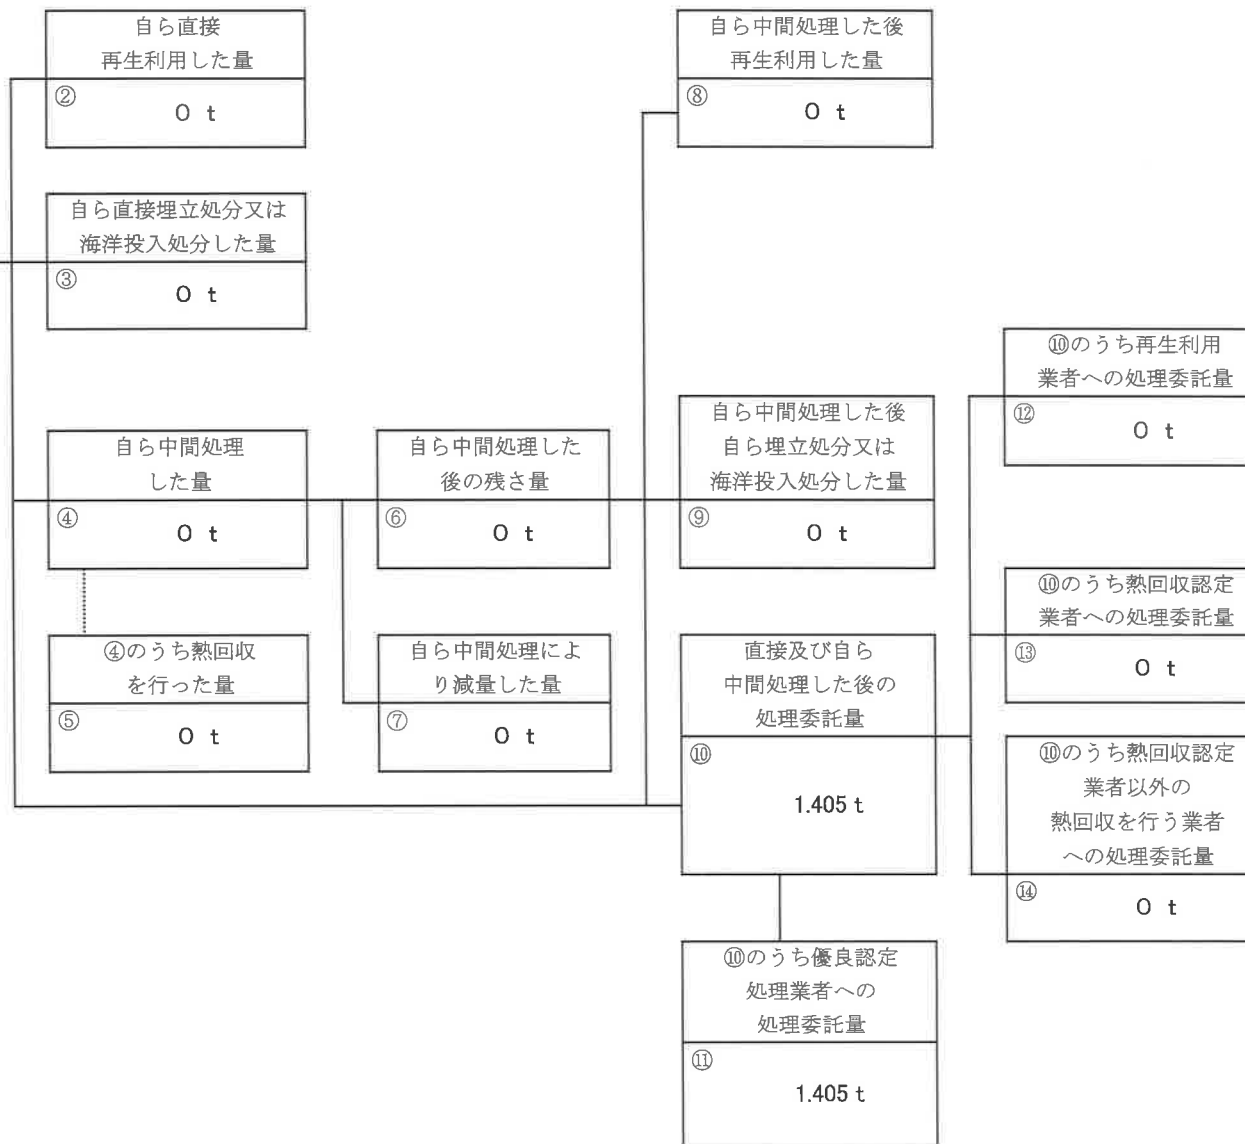 自ら直接
再生利用した量
②
0 t
自ら中間処理した後
再生利用した量
⑧
0 t
自ら直接埋立処分又は
海洋投入処分した量
③
0 t
⑩のうち再生利用
業者への処理委託量
⑫
0 t
自ら中間処理
した量
④
0 t
自ら中間処理した
後の残さ量
⑥
0 t
自ら中間処理した後
自ら埋立処分又は
海洋投入処分した量
⑨
0 t
⑩のうち熱回収認定
業者への処理委託量
⑬
0 t
④のうち熱回収
を行った量
⑤
0 t
自ら中間処理によ
り減量した量
⑦
0 t
直接及び自ら
中間処理した後の
処理委託量
⑩
1.405 t
⑩のうち熱回収認定
業者以外の
熱回収を行う業者
への処理委託量
⑭
0 t
⑩のうち優良認定
処理業者への
処理委託量
⑪
1.405 t